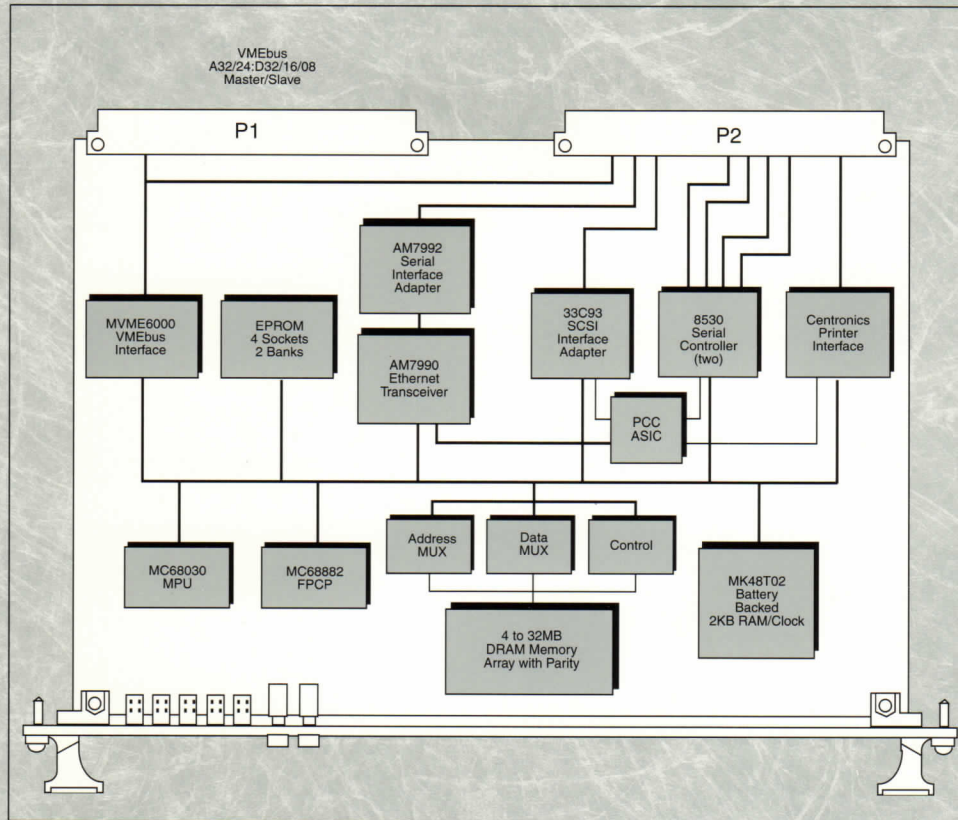 VMEbus
A32/24:D32/16/08
Master/Slave
P1
P2
AM7992
Serial
Interface
Adapter
MVME6000
VMEbus
Interface
EPROM
4 Sockets
2 Banks
AM7990
Ethernet
Transceiver
33C93
SCSI
Interface
Adapter
8530
Serial
Controller
(two)
Centronics
Printer
Interface
PCC
ASIC
MC68030
MPU
MC68882
FPCP
Address
MUX
Data
MUX
Control
MK48T02
Battery
Backed
2KB RAM/Clock
4 to 32MB
DRAM Memory
Array with Parity